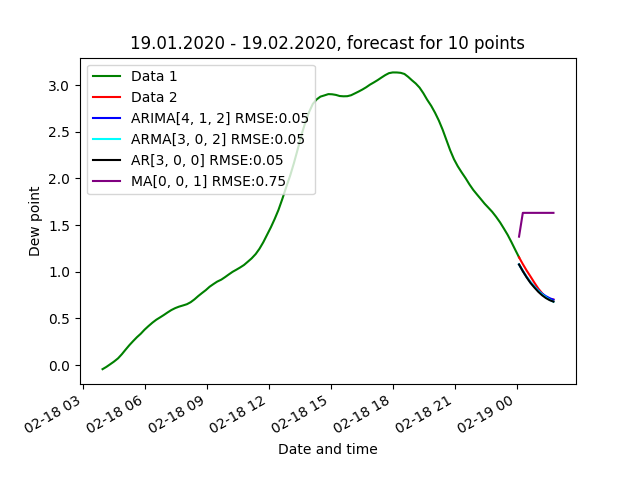 19.01.2020 - 19.02.2020, forecast for 10 points
Data 1
Data 2
ARIMA[4, 1, 2] RMSE:0.05
ARMA[3, 0, 2] RMSE:0.05
AR[3, 0, 0] RMSE:0.05
MA[0, 0, 1] RMSE:0.75
Dew point
3.0
2.5
2.0
1.5
1.0
0.5
0.0
02-18 03
02-18 06
02-18 09
02-18 12
02-18 15
02-18 18
02-18 21
02-19 00
Date and time